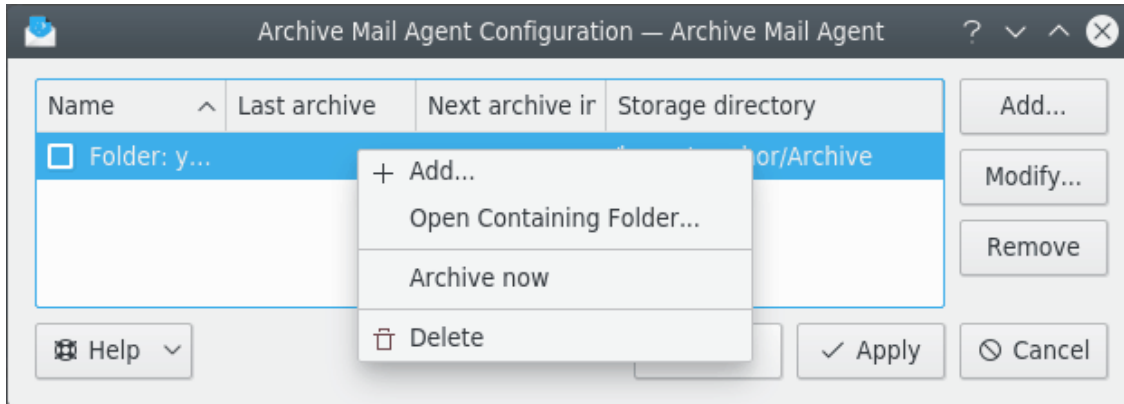 Archive Mail Agent Configuration — Archive Mail Agent
Name Last archive Next archive ir Storage directory
Folder: y... or/Archive
Add...
Modify...
Remove
Add...
Open Containing Folder...
Archive now
Delete
Help Apply Cancel